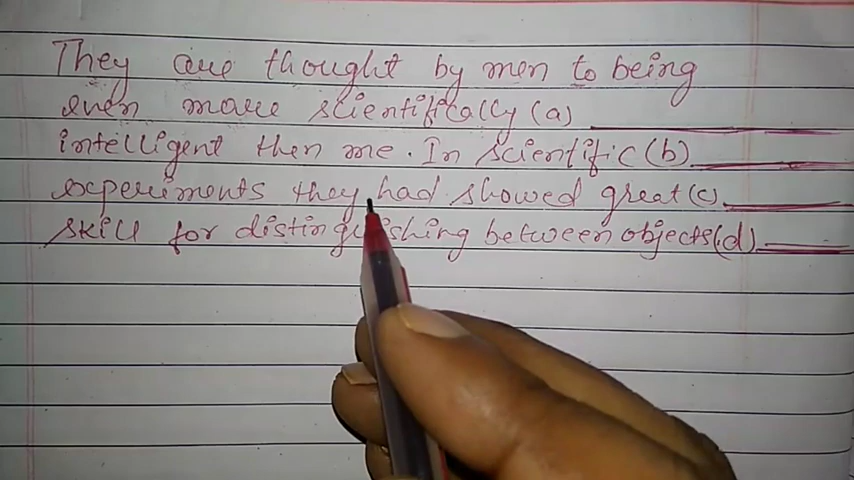 They are thought by men to being
even more scientifically (a)
intelligent then me. In scientific (b)
experiments they had showed great (c)
skill for distinguishing between objects (d)